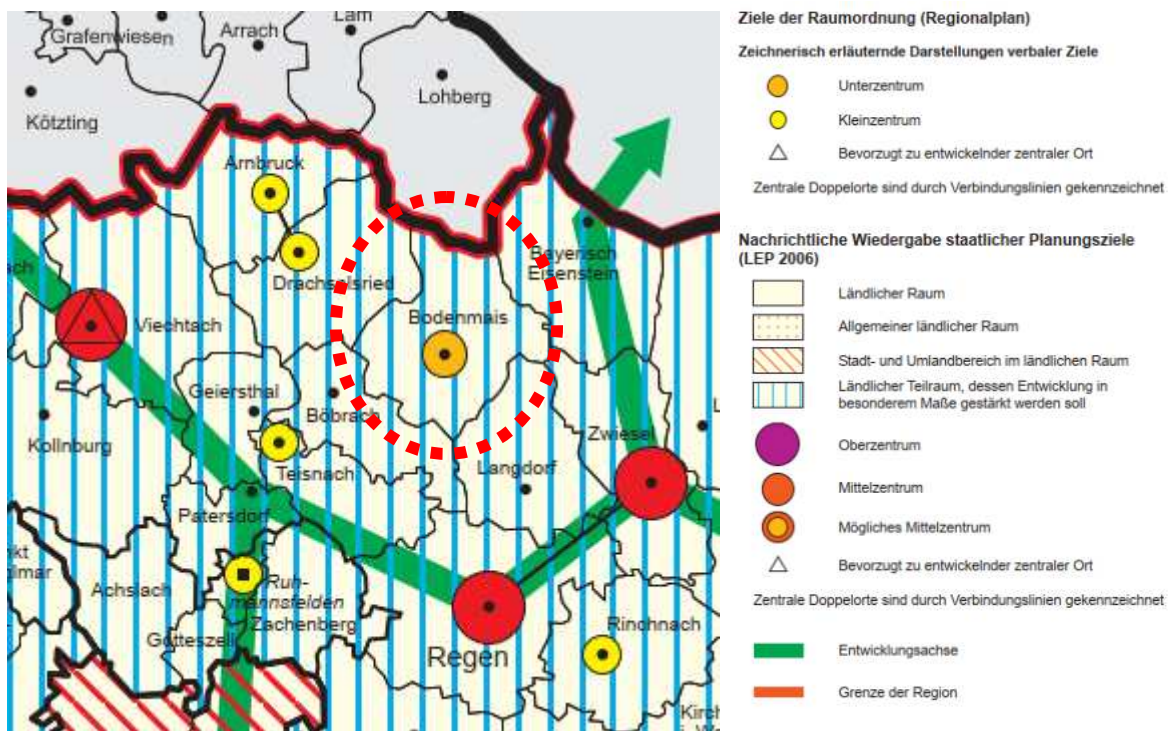 Lam
Grafenwiesen
Arrach
Lohberg
Kötzting
Arnbruck
Bayerisch
Eisenstein
Drachselsried
Bodenmais
Viechtach
Geiersthal
Böbrach
Zwiesel
Kollnburg
Teisnach
Langdorf
Patersdorf
Achslach
Ruh-
mannsfelden
Zachenberg
Gotteszell
Rinchnach
Regen
Ziele der Raumordnung (Regionalplan)
Zeichnerisch erläuternde Darstellungen verbaler Ziele
Unterzentrum
Kleinzentrum
Bevorzugt zu entwickelnder zentraler Ort
Zentrale Doppelorte sind durch Verbindungslinien gekennzeichnet
Nachrichtliche Wiedergabe staatlicher Planungsziele
(LEP 2006)
Ländlicher Raum
Allgemeiner ländlicher Raum
Stadt- und Umlandbereich im ländlichen Raum
Ländlicher Teilraum, dessen Entwicklung in
besonderem Maße gestärkt werden soll
Oberzentrum
Mittelzentrum
Mögliches Mittelzentrum
Bevorzugt zu entwickelnder zentraler Ort
Zentrale Doppelorte sind durch Verbindungslinien gekennzeichnet
Entwicklungsachse
Grenze der Region